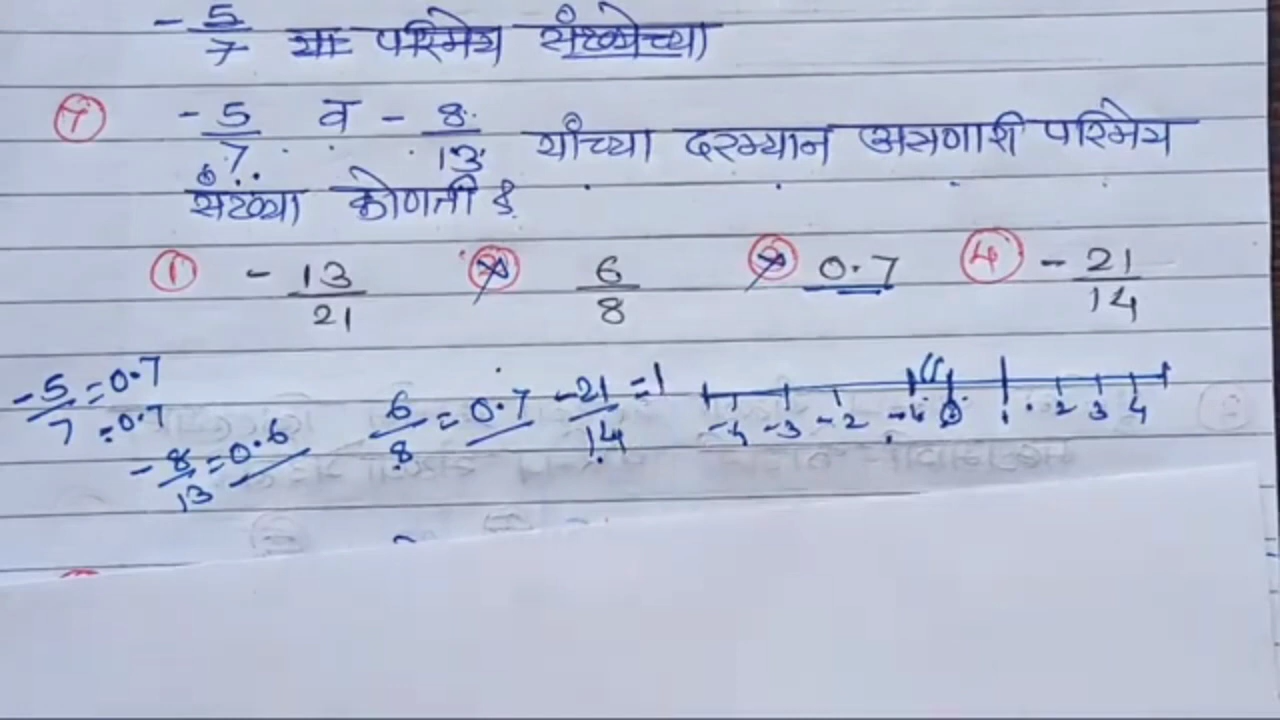 - 5/7 या परिमेय संख्येच्या
7 - 5/7 व - 8/13 यांच्या दरम्यान असणारी परिमेय
संख्या कोणती ?
1 - 13/21 6/8 0.7 4 - 21/14
-5/7 = 0.7
= 0.7
- 8/13 = 0.6
6/8 = 0.7
-21/14 = 1
-4 -3 -2 -1 0 1 2 3 4